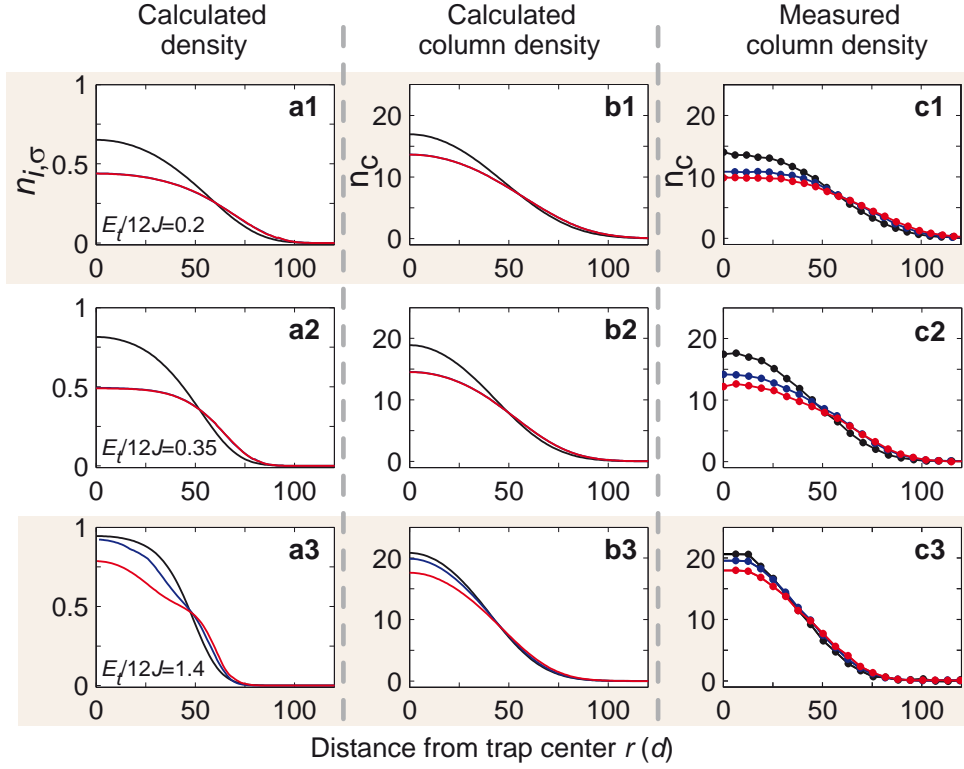 Calculated density
Calculated column density
Measured column density
a1
b1
c1
1
0.5
0
n_{i,σ}
E_t/12J=0.2
0 50 100
20
10
0
n_c
0 50 100
20
10
0
n_c
0 50 100
a2
b2
c2
1
0.5
0
E_t/12J=0.35
0 50 100
20
10
0
0 50 100
20
10
0
0 50 100
a3
b3
c3
1
0.5
0
E_t/12J=1.4
0 50 100
20
10
0
0 50 100
20
10
0
0 50 100
Distance from trap center r (d)